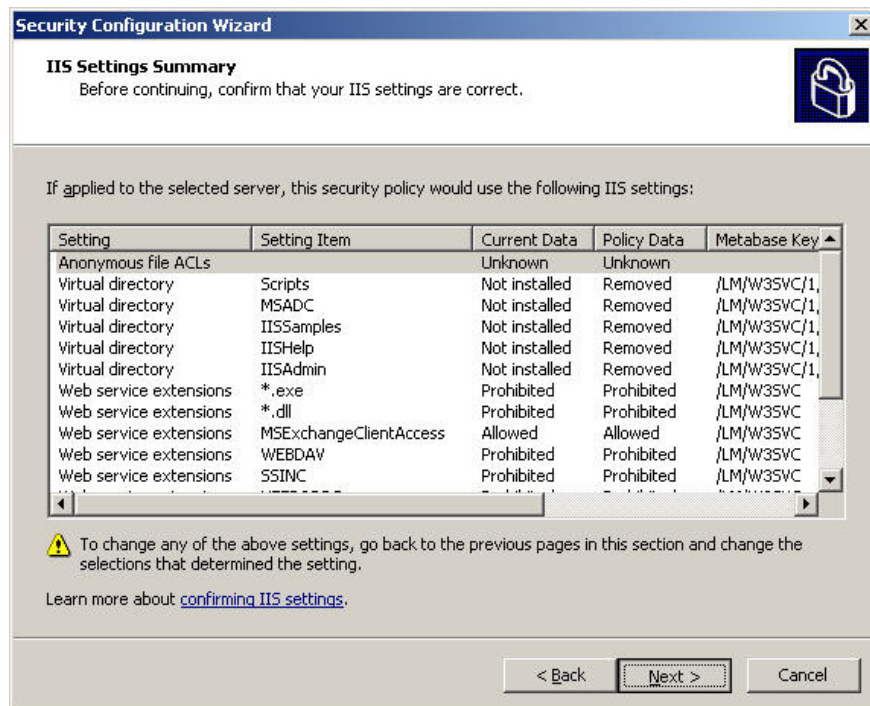 Security Configuration Wizard
IIS Settings Summary
Before continuing, confirm that your IIS settings are correct.
If applied to the selected server, this security policy would use the following IIS settings:
Setting Setting Item Current Data Policy Data Metabase Key
Anonymous file ACLs Unknown Unknown
Virtual directory Scripts Not installed Removed /LM/W3SVC/1,
Virtual directory MSADC Not installed Removed /LM/W3SVC/1,
Virtual directory IISSamples Not installed Removed /LM/W3SVC/1,
Virtual directory IISHelp Not installed Removed /LM/W3SVC/1,
Virtual directory IISAdmin Not installed Removed /LM/W3SVC/1,
Web service extensions *.exe Prohibited Prohibited /LM/W3SVC
Web service extensions *.dll Prohibited Prohibited /LM/W3SVC
Web service extensions MSExchangeClientAccess Allowed Allowed /LM/W3SVC
Web service extensions WEBDAV Prohibited Prohibited /LM/W3SVC
Web service extensions SSINC Prohibited Prohibited /LM/W3SVC
To change any of the above settings, go back to the previous pages in this section and change the
selections that determined the setting.
Learn more about confirming IIS settings.
< Back Next > Cancel